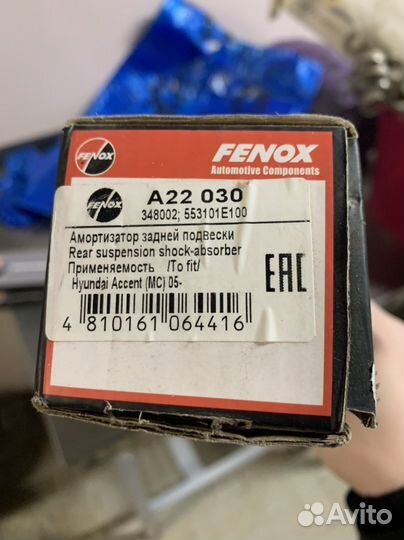 FENOX
FENOX
Automotive Components
FENOX
A22 030
348002; 553101E100
Амортизатор задней подвески
Rear suspension shock-absorber
Применяемость /To fit/
Hyundai Accent (MC) 05-
EAC
4 810161 064416
Avito